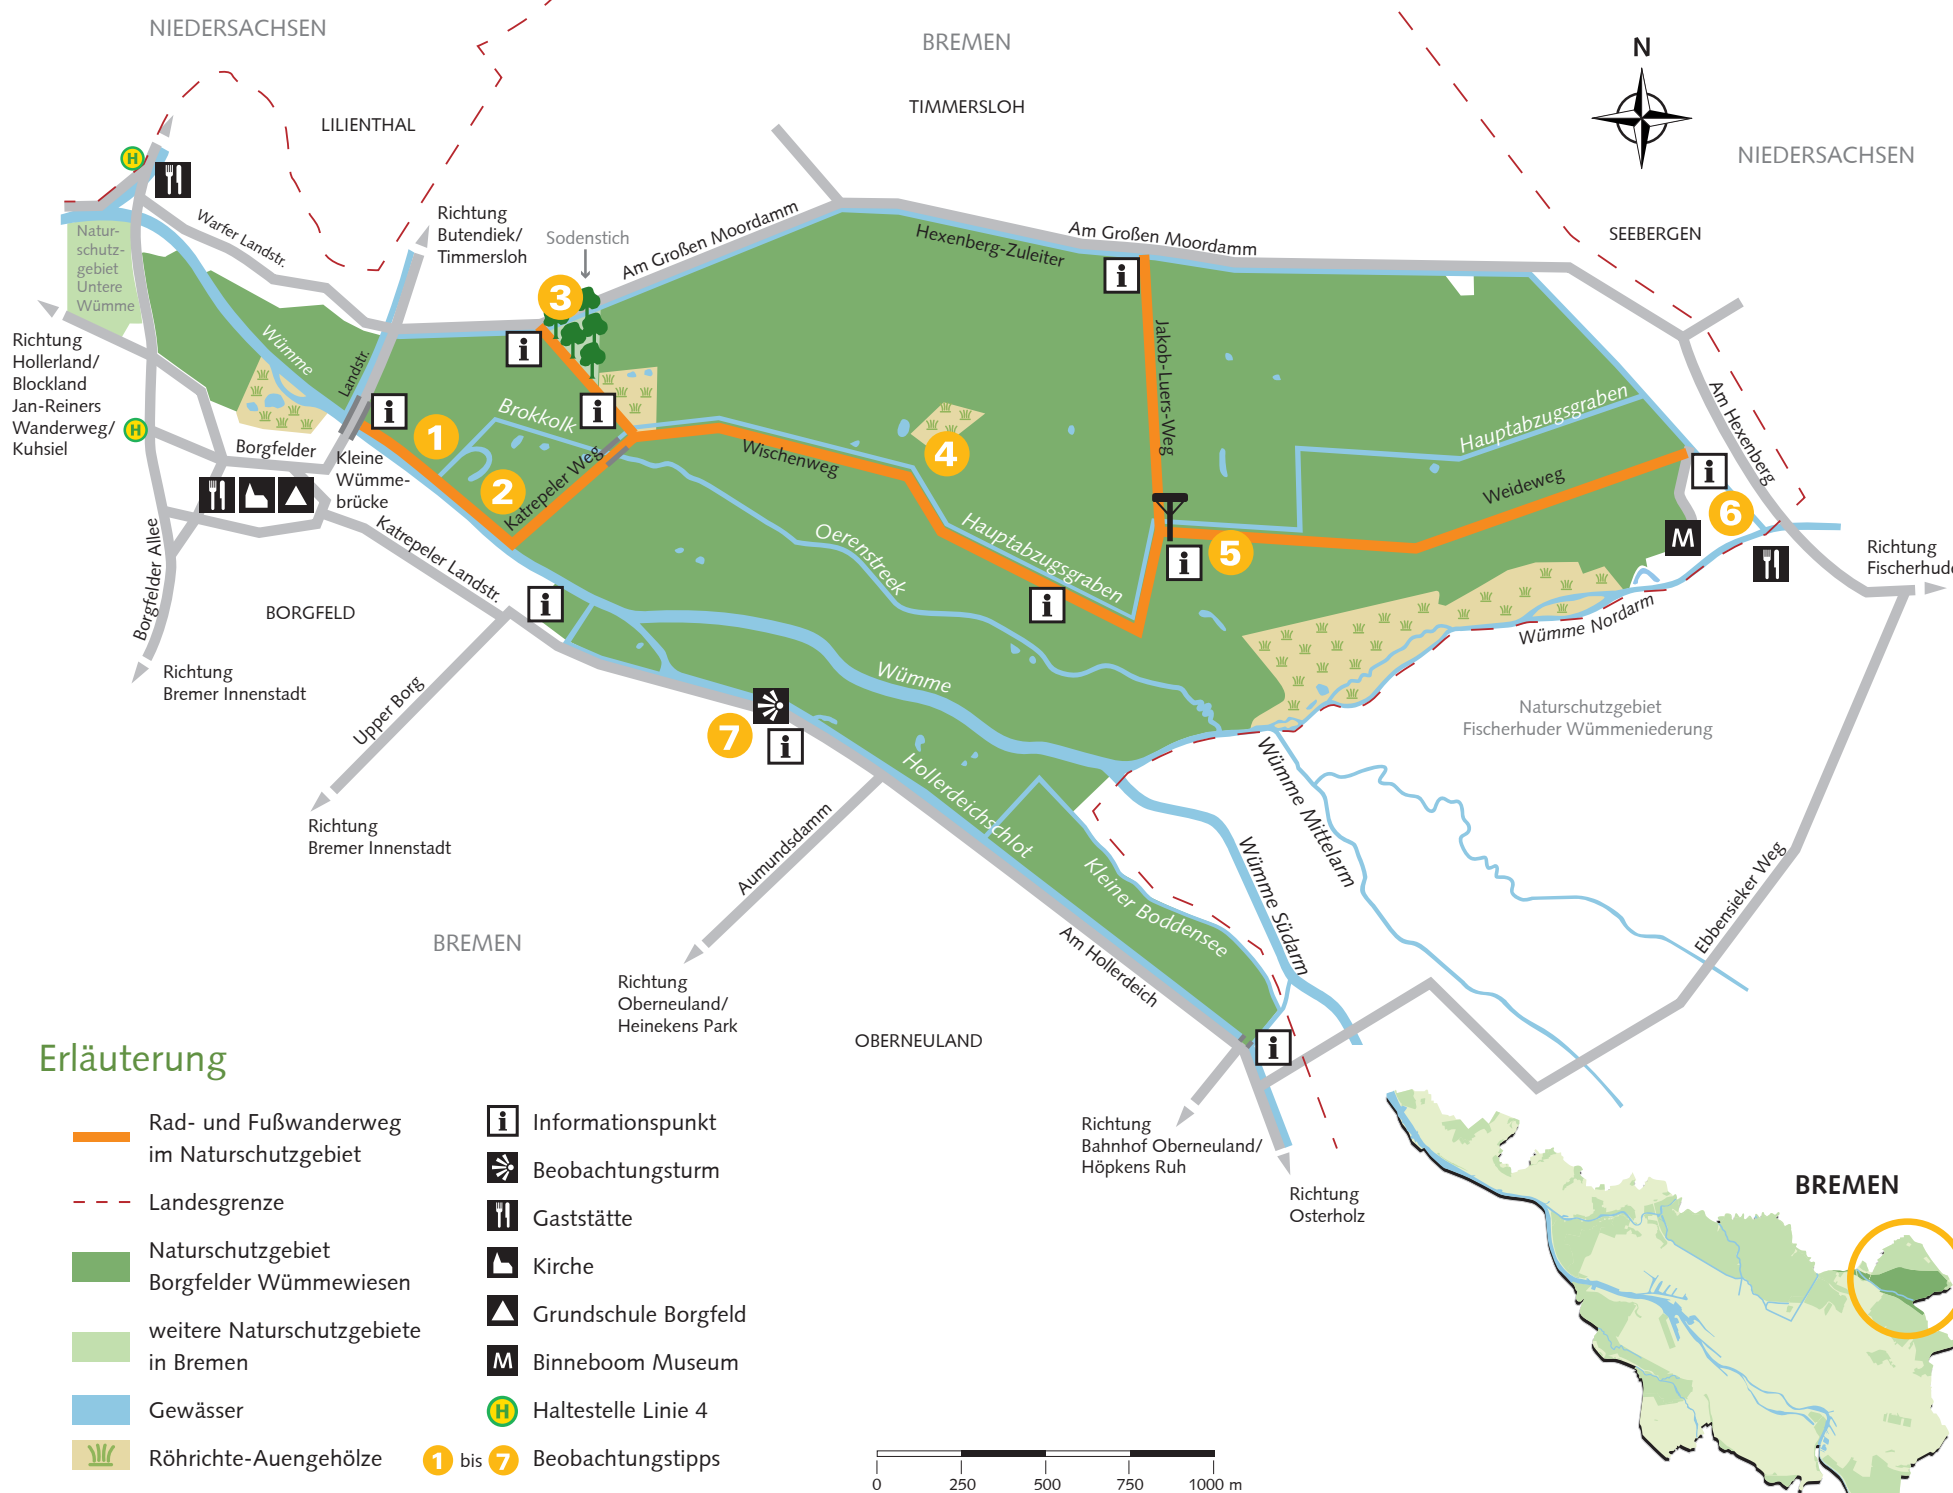 NIEDERSACHSEN
BREMEN
TIMMERSLOH
N
NIEDERSACHSEN
LILIENTHAL
H
Natur-
schutz-
gebiet
Untere
Wümme
Warfer Landstr.
Richtung
Butendiek/
Timmersloh
Sodenstich
Am Großen Moordamm
Hexenberg-Zuleiter
Am Großen Moordamm
SEEBERGEN
Richtung
Hollerland/
Blockland
Jan-Reiners
Wanderweg/
Kuhsiel
H
Wümme
Landstr.
3
i
i
i
i
Jakob-Luers-Weg
Hauptabzugsgraben
Am Hexenberg
1
Brokkolk
2
Katrepeler Weg
Wischenweg
4
Weideweg
i
6
M
Borgfelder
Kleine
Wümme-
brücke
Katrepeler Landstr.
Borgfelder Allee
BORGFELD
Oerenstreek
Hauptabzugsgraben
i
5
i
i
Richtung
Fischerhude
Wümme Nordarm
Richtung
Bremer Innenstadt
Upper Borg
Wümme
7
i
Naturschutzgebiet
Fischerhuder Wümmeniederung
Richtung
Bremer Innenstadt
Aumundsdamm
Hollerdeichschlot
Kleiner Boddensee
Wümme Mittelarm
Wümme Südarm
Ebbensieker Weg
BREMEN
Am Hollerdeich
Richtung
Oberneuland/
Heinekens Park
OBERNEULAND
i
Richtung
Bahnhof Oberneuland/
Höpkens Ruh
Richtung
Osterholz
BREMEN
Erläuterung
Rad- und Fußwanderweg
im Naturschutzgebiet
Landesgrenze
Naturschutzgebiet
Borgfelder Wümmewiesen
weitere Naturschutzgebiete
in Bremen
Gewässer
Röhrichte-Auengehölze
i Informationspunkt
Beobachtungsturm
Gaststätte
Kirche
Grundschule Borgfeld
M Binneboom Museum
H Haltestelle Linie 4
1 bis 7 Beobachtungstipps
0 250 500 750 1000 m